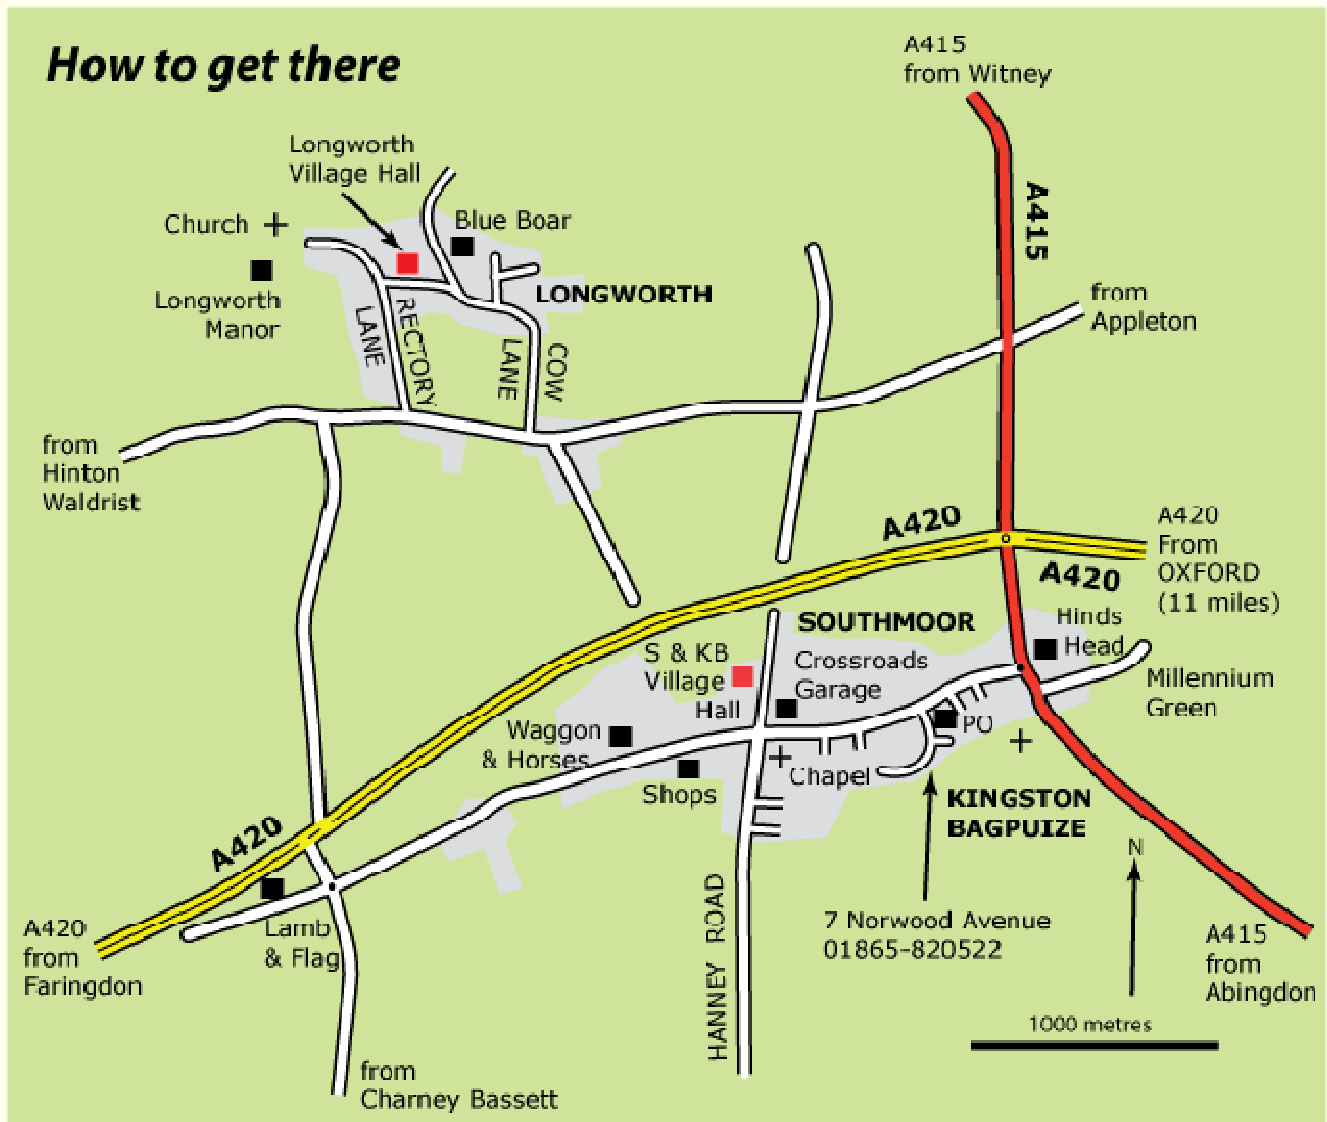 How to get there
A415
from Witney
A415
Longworth
Village Hall
Church
Blue Boar
Longworth
Manor
LONGWORTH
RECTORY
LANE
COW
LANE
from
Appleton
from
Hinton
Waldrist
A420
A420
A420
From
OXFORD
(11 miles)
SOUTHMOOR
Hinds
Head
S & KB
Village
Hall
Crossroads
Garage
Millennium
Green
Waggon
& Horses
PO
Shops
Chapel
KINGSTON
BAGPUIZE
A420
N
HANNEY ROAD
7 Norwood Avenue
01865-820522
A420
from
Faringdon
Lamb
& Flag
A415
from
Abingdon
1000 metres
from
Charney Bassett